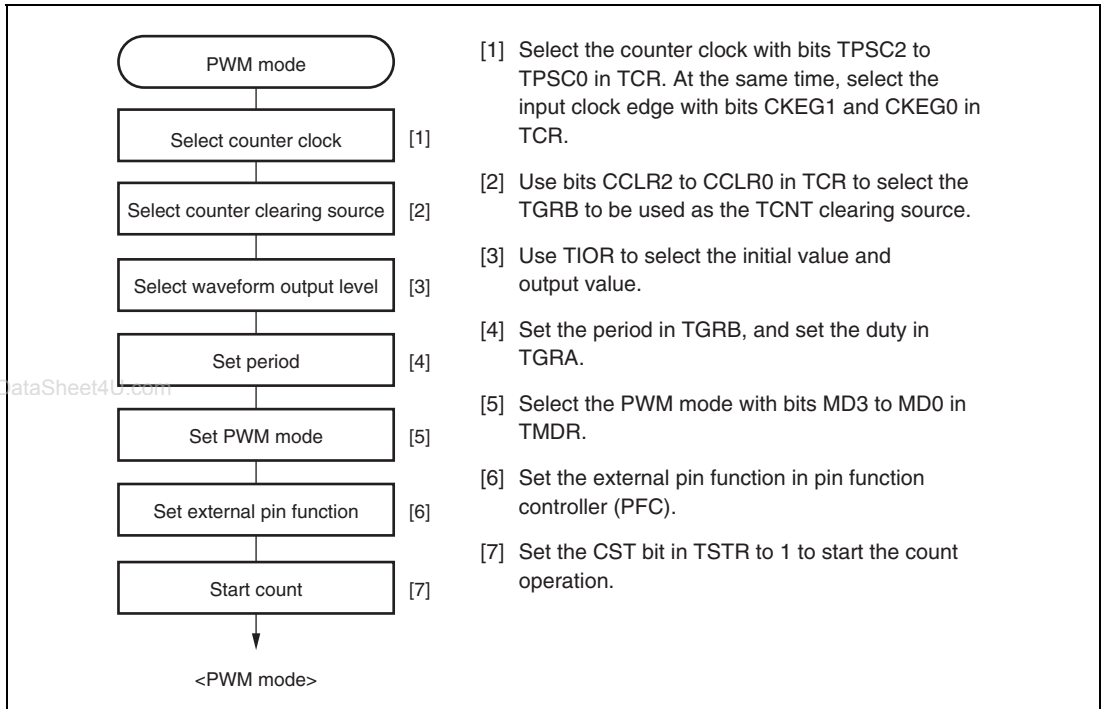 PWM mode
Select counter clock [1]
Select counter clearing source [2]
Select waveform output level [3]
Set period [4]
Set PWM mode [5]
Set external pin function [6]
Start count [7]
<PWM mode>
[1] Select the counter clock with bits TPSC2 to
TPSC0 in TCR. At the same time, select the
input clock edge with bits CKEG1 and CKEG0 in
TCR.
[2] Use bits CCLR2 to CCLR0 in TCR to select the
TGRB to be used as the TCNT clearing source.
[3] Use TIOR to select the initial value and
output value.
[4] Set the period in TGRB, and set the duty in
TGRA.
[5] Select the PWM mode with bits MD3 to MD0 in
TMDR.
[6] Set the external pin function in pin function
controller (PFC).
[7] Set the CST bit in TSTR to 1 to start the count
operation.
DataSheet4U.com